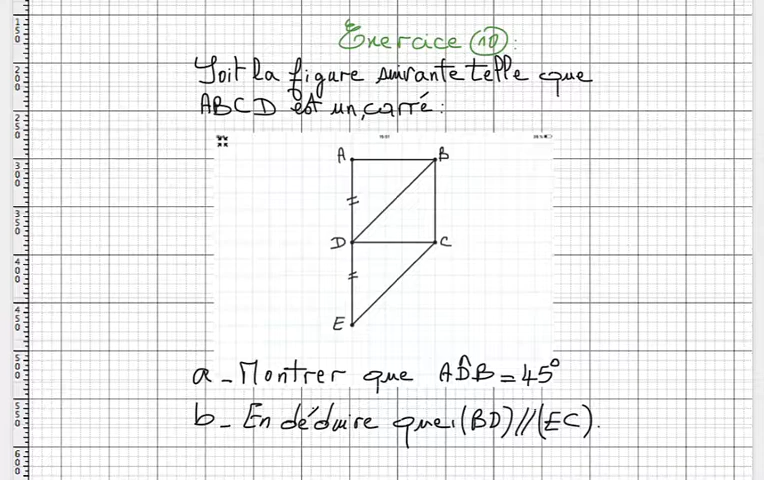 Exercice 10:
Soit la figure suivante telle que
ABCD est un carré:
A B
D C
E
a - Montrer que AD̂B = 45°
b - En déduire que (BD)//(EC).